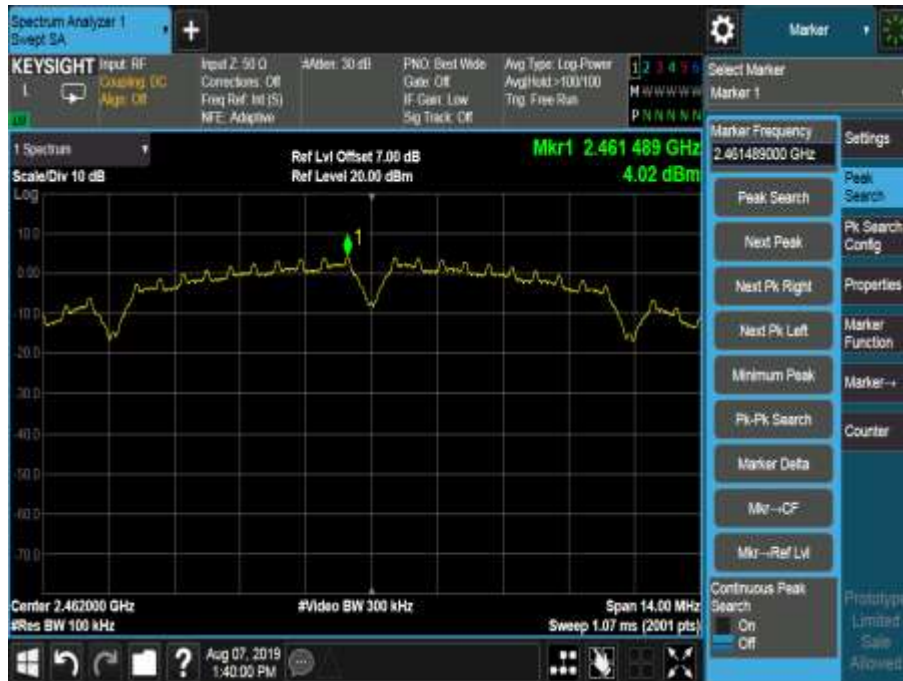 Spectrum Analyzer 1
Swept SA
+
Marker
KEYSIGHT
L
Input: RF
Coupling: DC
Align: Off
Input Z: 50 Ω
Corrections: Off
Freq Ref: Int (S)
NFE: Adaptive
#Atten: 30 dB
PNO: Best Wide
Gate: Off
IF Gain: Low
Sig Track: Off
Avg Type: Log-Power
Avg|Hold:>100/100
Trig: Free Run
1 2 3 4 5 6
M W W W W W
P N N N N N
Select Marker
Marker 1
1 Spectrum
Scale/Div 10 dB
Log
Ref Lvl Offset 7.00 dB
Ref Level 20.00 dBm
Mkr1 2.461 489 GHz
4.02 dBm
1
10.0
0.00
-10.0
-20.0
-30.0
-40.0
-50.0
-60.0
-70.0
Center 2.462000 GHz
#Res BW 100 kHz
#Video BW 300 kHz
Span 14.00 MHz
Sweep 1.07 ms (2001 pts)
Marker Frequency
2.461489000 GHz
Peak Search
Next Peak
Next Pk Right
Next Pk Left
Minimum Peak
Pk-Pk Search
Marker Delta
Mkr→CF
Mkr→Ref Lvl
Continuous Peak
Search
On
Off
Settings
Peak
Search
Pk Search
Config
Properties
Marker
Function
Marker→
Counter
Prototype
Limited
Sale
Allowed
?
Aug 07, 2019
1:40:00 PM